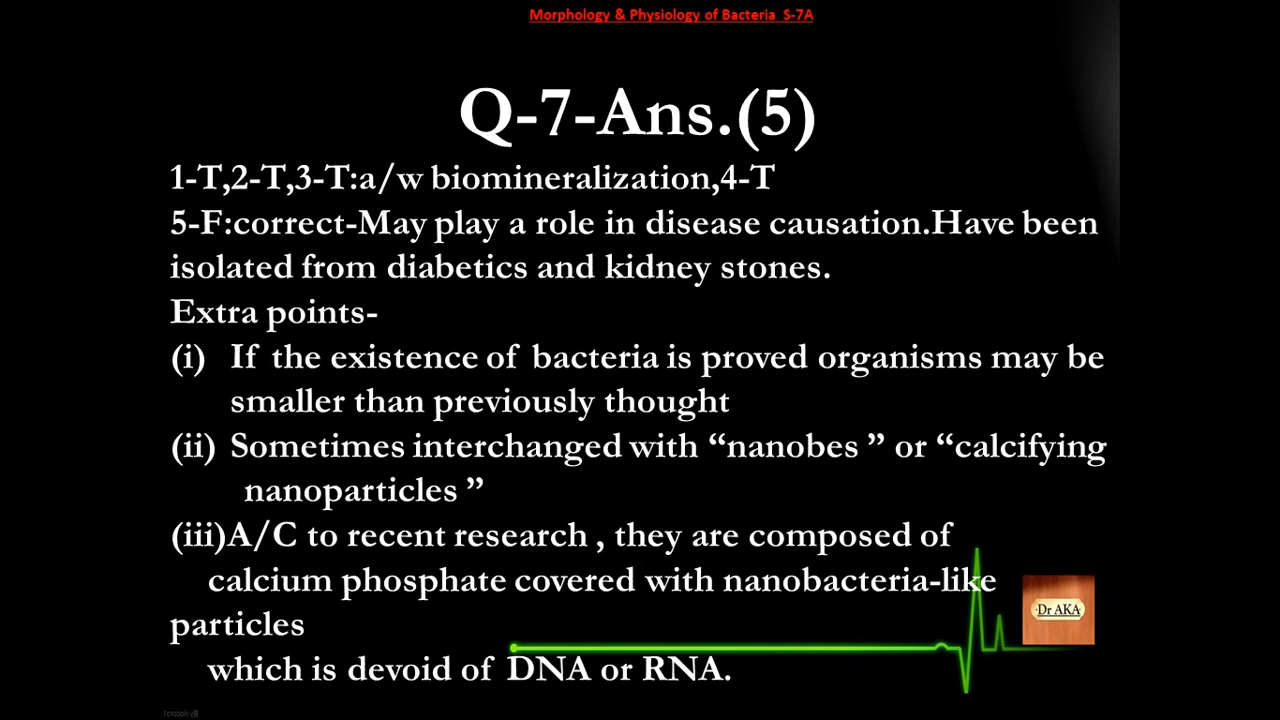 Morphology & Physiology of Bacteria S-7A
Q-7-Ans.(5)
1-T,2-T,3-T:a/w biomineralization,4-T
5-F:correct-May play a role in disease causation.Have been
isolated from diabetics and kidney stones.
Extra points-
(i) If the existence of bacteria is proved organisms may be
smaller than previously thought
(ii) Sometimes interchanged with “nanobes ” or “calcifying
nanoparticles ”
(iii)A/C to recent research , they are composed of
calcium phosphate covered with nanobacteria-like
particles
which is devoid of DNA or RNA.
Dr AKA